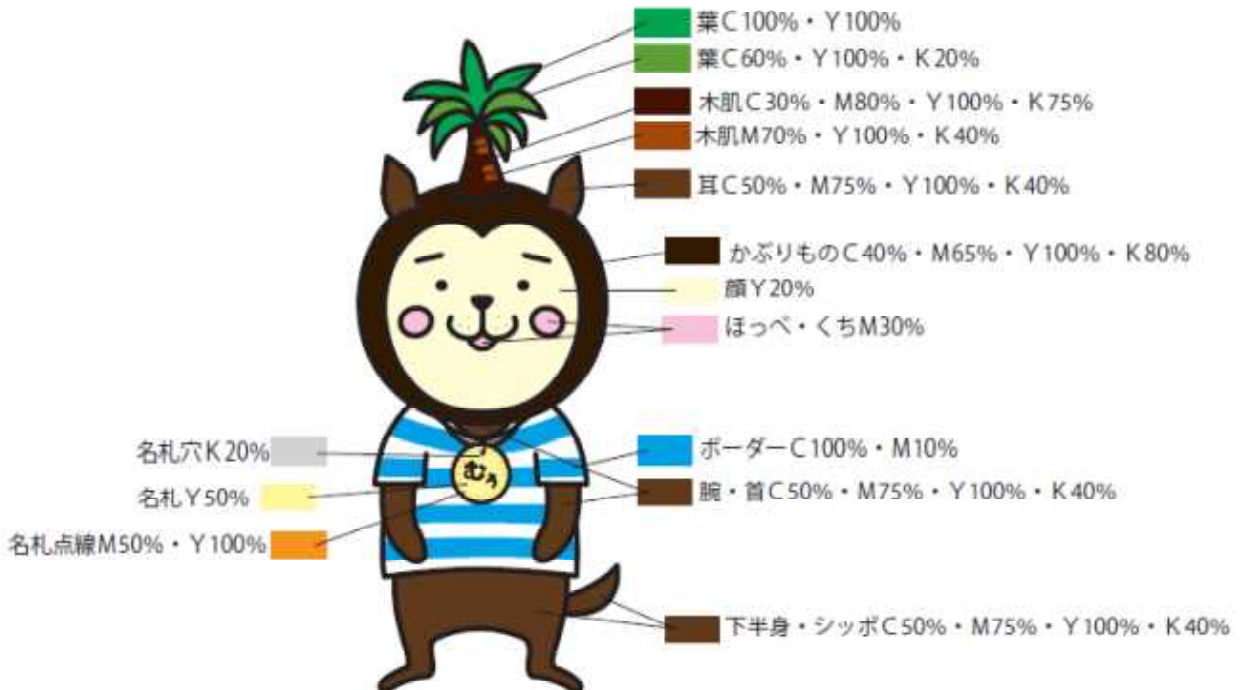 葉C100%・Y100%
葉C60%・Y100%・K20%
木肌C30%・M80%・Y100%・K75%
木肌M70%・Y100%・K40%
耳C50%・M75%・Y100%・K40%
かぶりものC40%・M65%・Y100%・K80%
顔Y20%
ほっぺ・くちM30%
名札穴K20%
ボーダーC100%・M10%
むぅ
名札Y50%
腕・首C50%・M75%・Y100%・K40%
名札点線M50%・Y100%
下半身・シッポC50%・M75%・Y100%・K40%